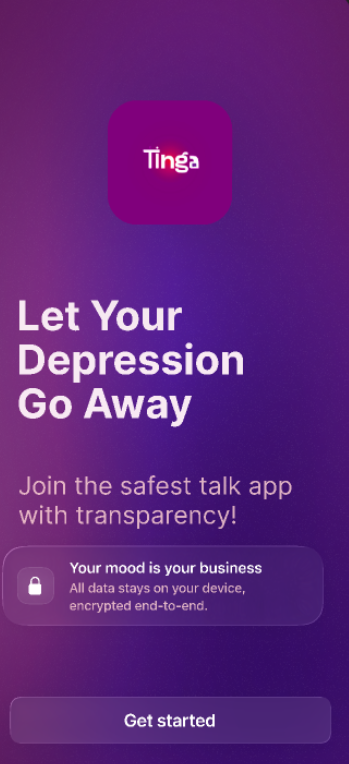 Tinga
Let Your
Depression
Go Away
Join the safest talk app
with transparency!
Your mood is your business
All data stays on your device,
encrypted end-to-end.
Get started